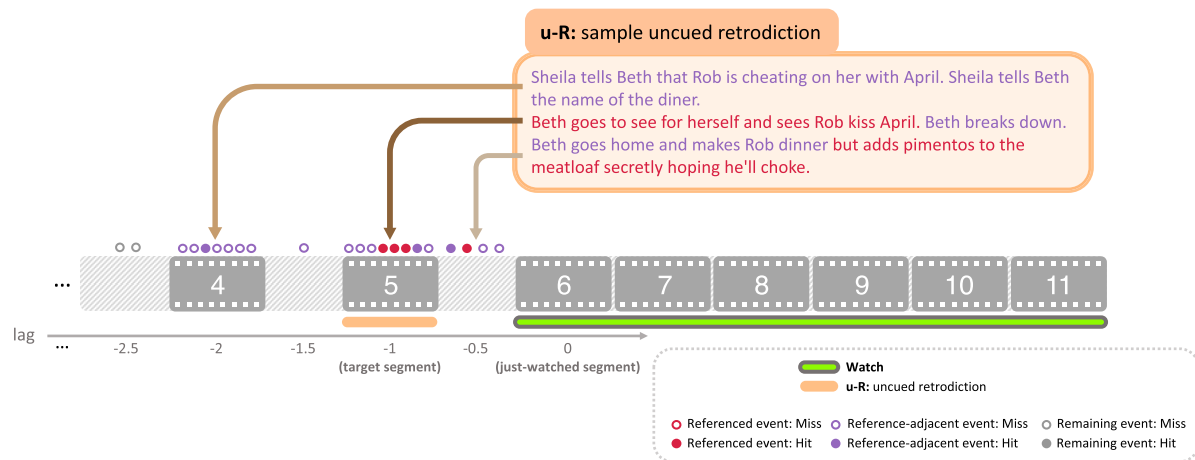 u-R: sample uncued retrodiction
Sheila tells Beth that Rob is cheating on her with April. Sheila tells Beth
the name of the diner.
Beth goes to see for herself and sees Rob kiss April. Beth breaks down.
Beth goes home and makes Rob dinner but adds pimentos to the
meatloaf secretly hoping he'll choke.
... 4 5 6 7 8 9 10 11
lag ... -2.5 -2 -1.5 -1 -0.5 0
(target segment) (just-watched segment)
Watch
u-R: uncued retrodiction
Referenced event: Miss Reference-adjacent event: Miss Remaining event: Miss
Referenced event: Hit Reference-adjacent event: Hit Remaining event: Hit